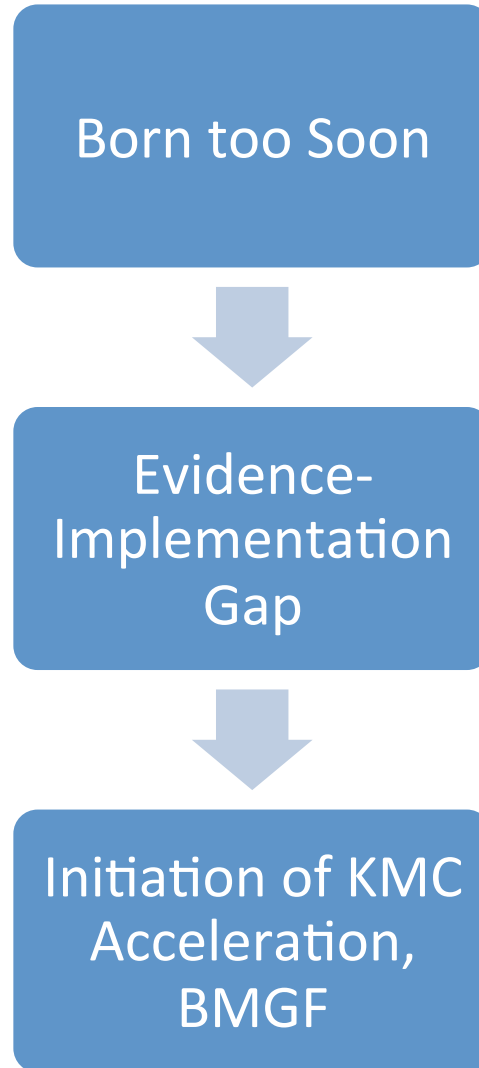 Born too Soon
Evidence-
Implementation
Gap
Initiation of KMC
Acceleration,
BMGF